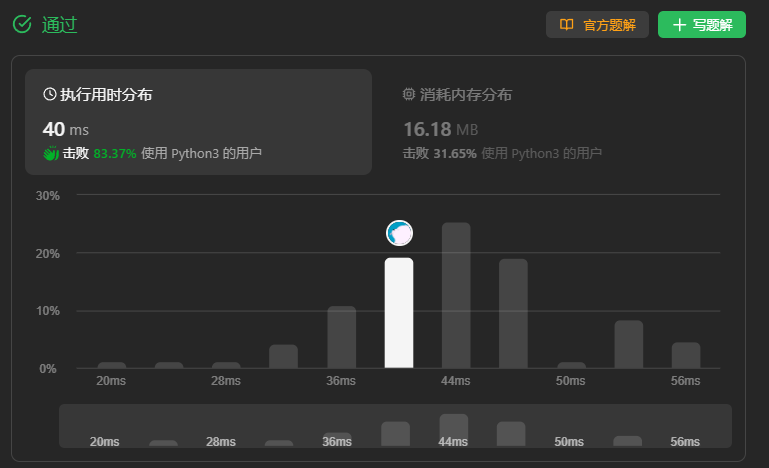 通过
官方题解
写题解
执行用时分布
消耗内存分布
40 ms
16.18 MB
击败 83.37% 使用 Python3 的用户
击败 31.65% 使用 Python3 的用户
30%
20%
10%
0%
20ms 28ms 36ms 44ms 50ms 56ms
20ms 28ms 36ms 44ms 50ms 56ms